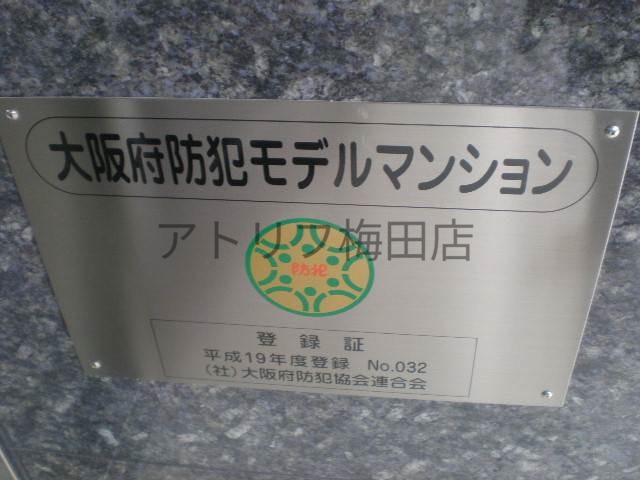 大阪府防犯モデルマンション
アトリフ梅田店
防犯
登録証
平成19年度登録 No.032
(社)大阪府防犯協会連合会